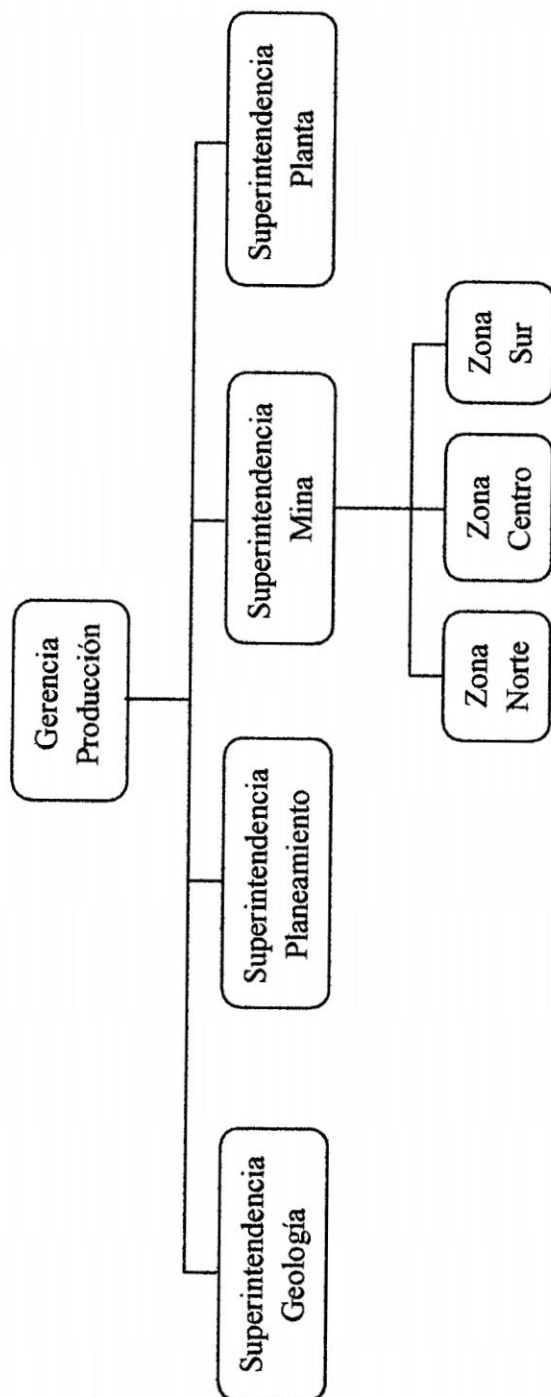 Gerencia
Producción
Superintendencia
Geología
Superintendencia
Planeamiento
Superintendencia
Mina
Superintendencia
Planta
Zona
Norte
Zona
Centro
Zona
Sur